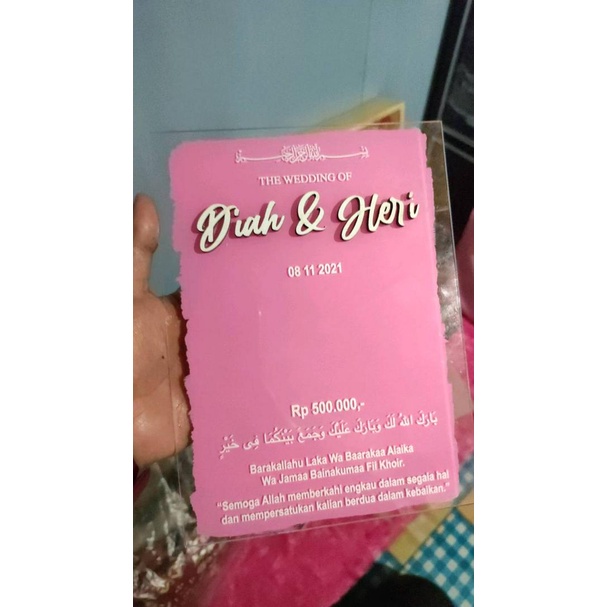 THE WEDDING OF
Diah & Heri
08 11 2021
Rp 500.000,-
بَارَكَ اللهُ لَكَ وَبَارَكَ عَلَيْكَ وَجَمَعَ بَيْنَكُمَا فِى خَيْرٍ
Barakallahu Laka Wa Baarakaa Alaika
Wa Jamaa Bainakumaa Fii Khoir.
“Semoga Allah memberkahi engkau dalam segala hal
dan mempersatukan kalian berdua dalam kebaikan.”